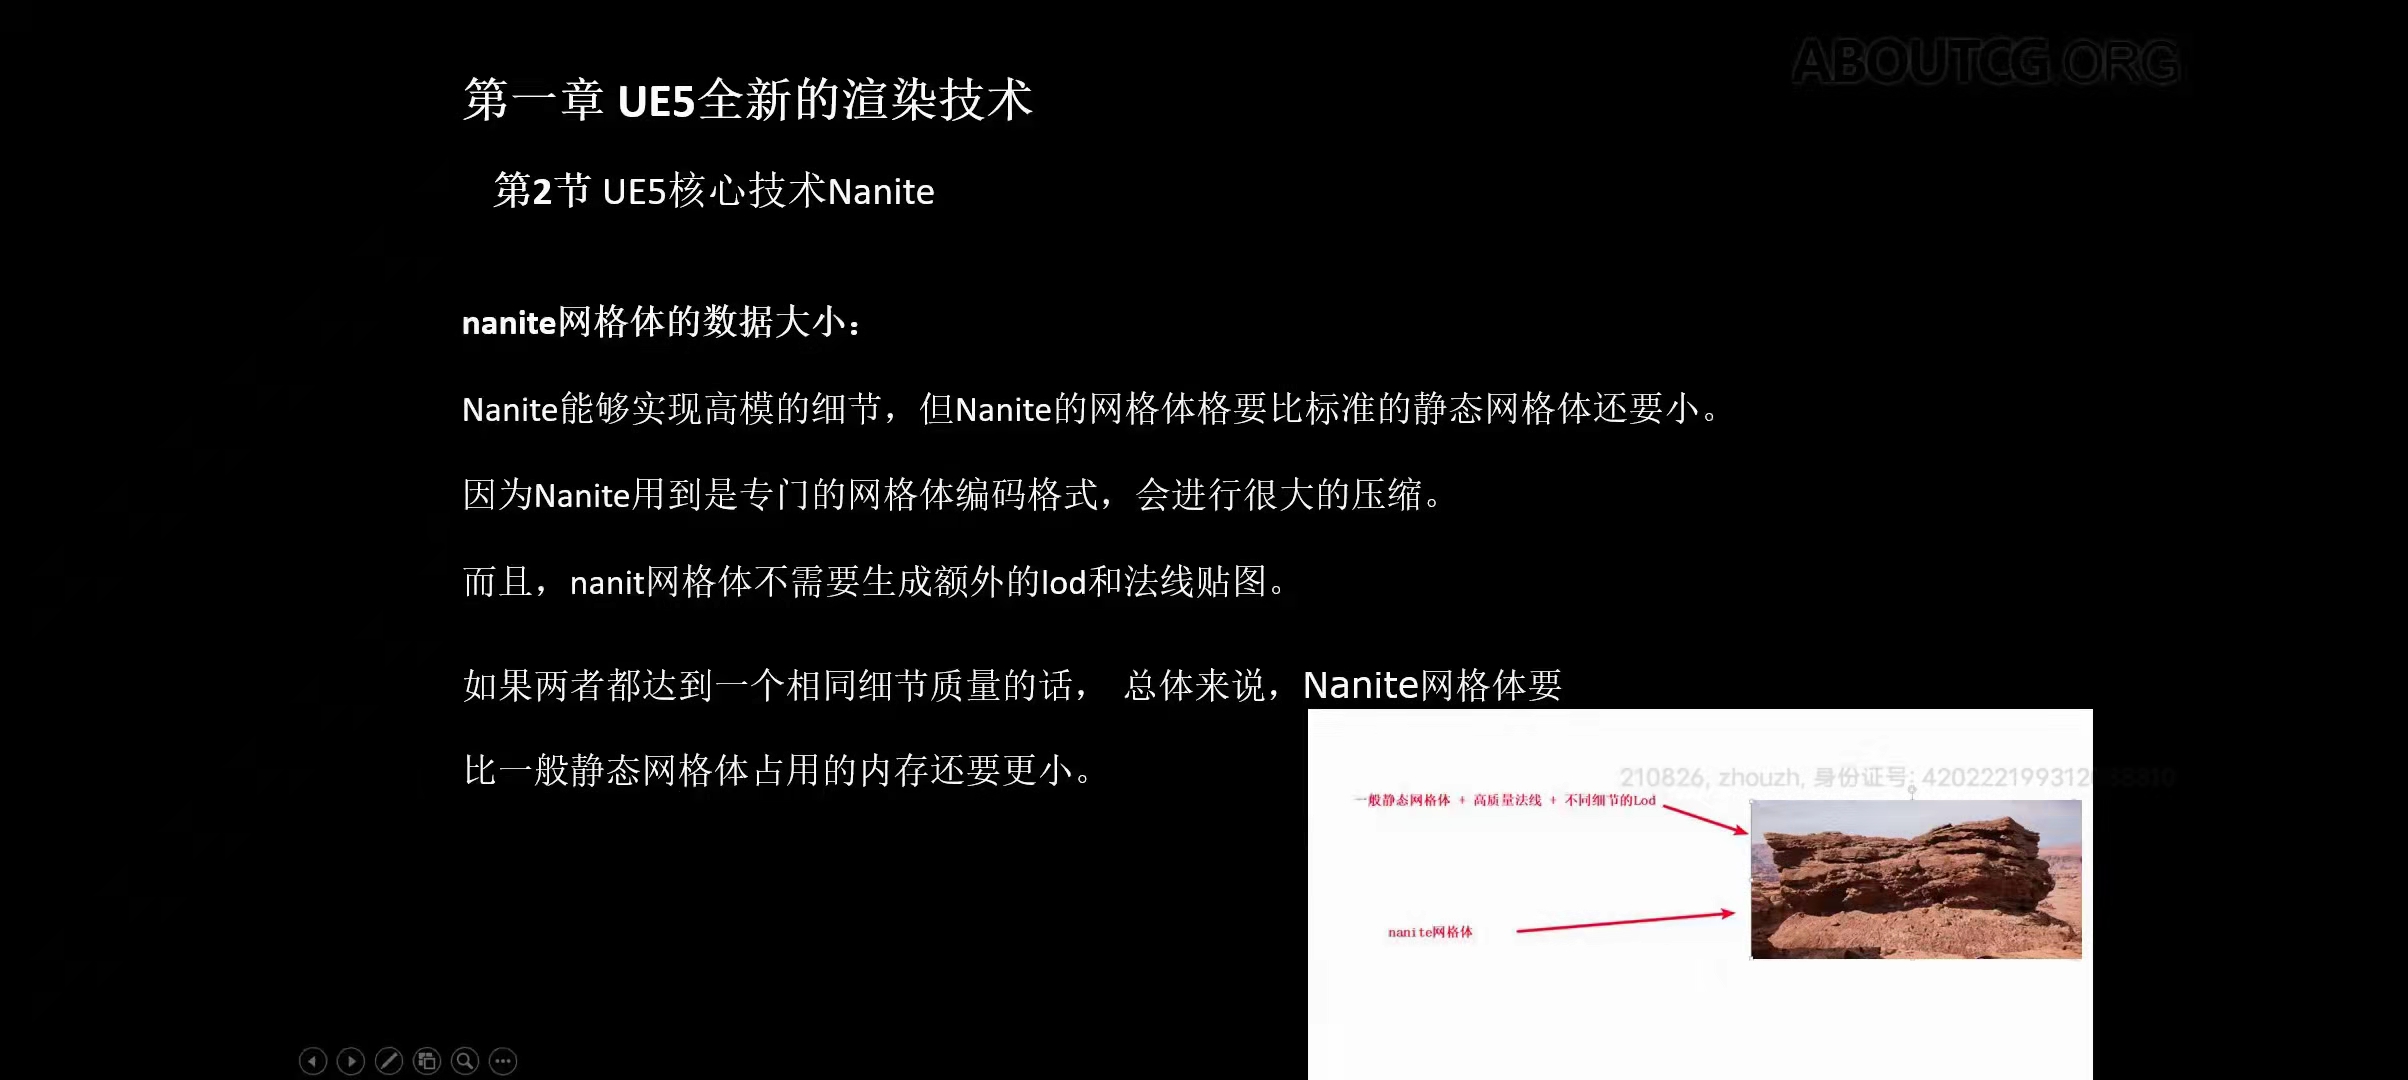 ABOUTCG.ORG
第一章 UE5全新的渲染技术
第2节 UE5核心技术Nanite
nanite网格体的数据大小：
Nanite能够实现高模的细节，但Nanite的网格体格要比标准的静态网格体还要小。
因为Nanite用到是专门的网格体编码格式，会进行很大的压缩。
而且，nanit网格体不需要生成额外的lod和法线贴图。
如果两者都达到一个相同细节质量的话， 总体来说，Nanite网格体要
比一般静态网格体占用的内存还要更小。
210826, zhouzh, 身份证号:
一般静态网格体 + 高质量法线 + 不同细节的Lod
nanite网格体